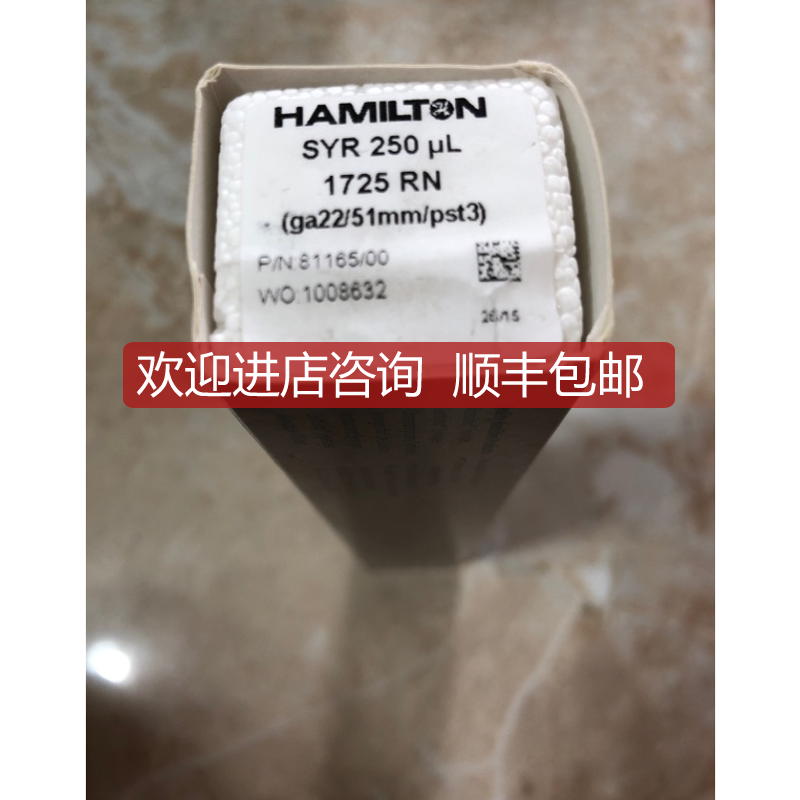 HAMILTON
SYR 250 µL
1725 RN
(ga22/51mm/pst3)
P/N:81165/00
WO:1008632
欢迎进店咨询 顺丰包邮